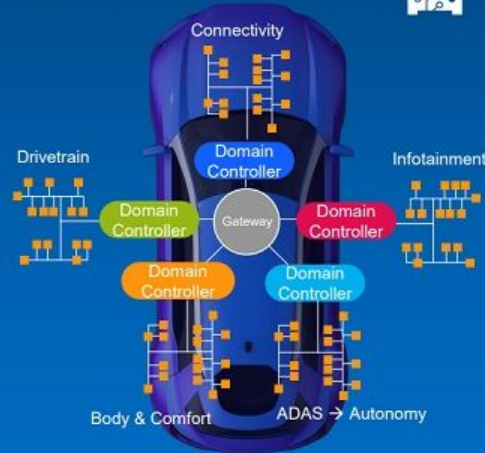 Connectivity
Drivetrain
Domain
Controller
Infotainment
Domain
Controller
Gateway
Domain
Controller
Domain
Controller
Domain
Controller
Body & Comfort
ADAS → Autonomy